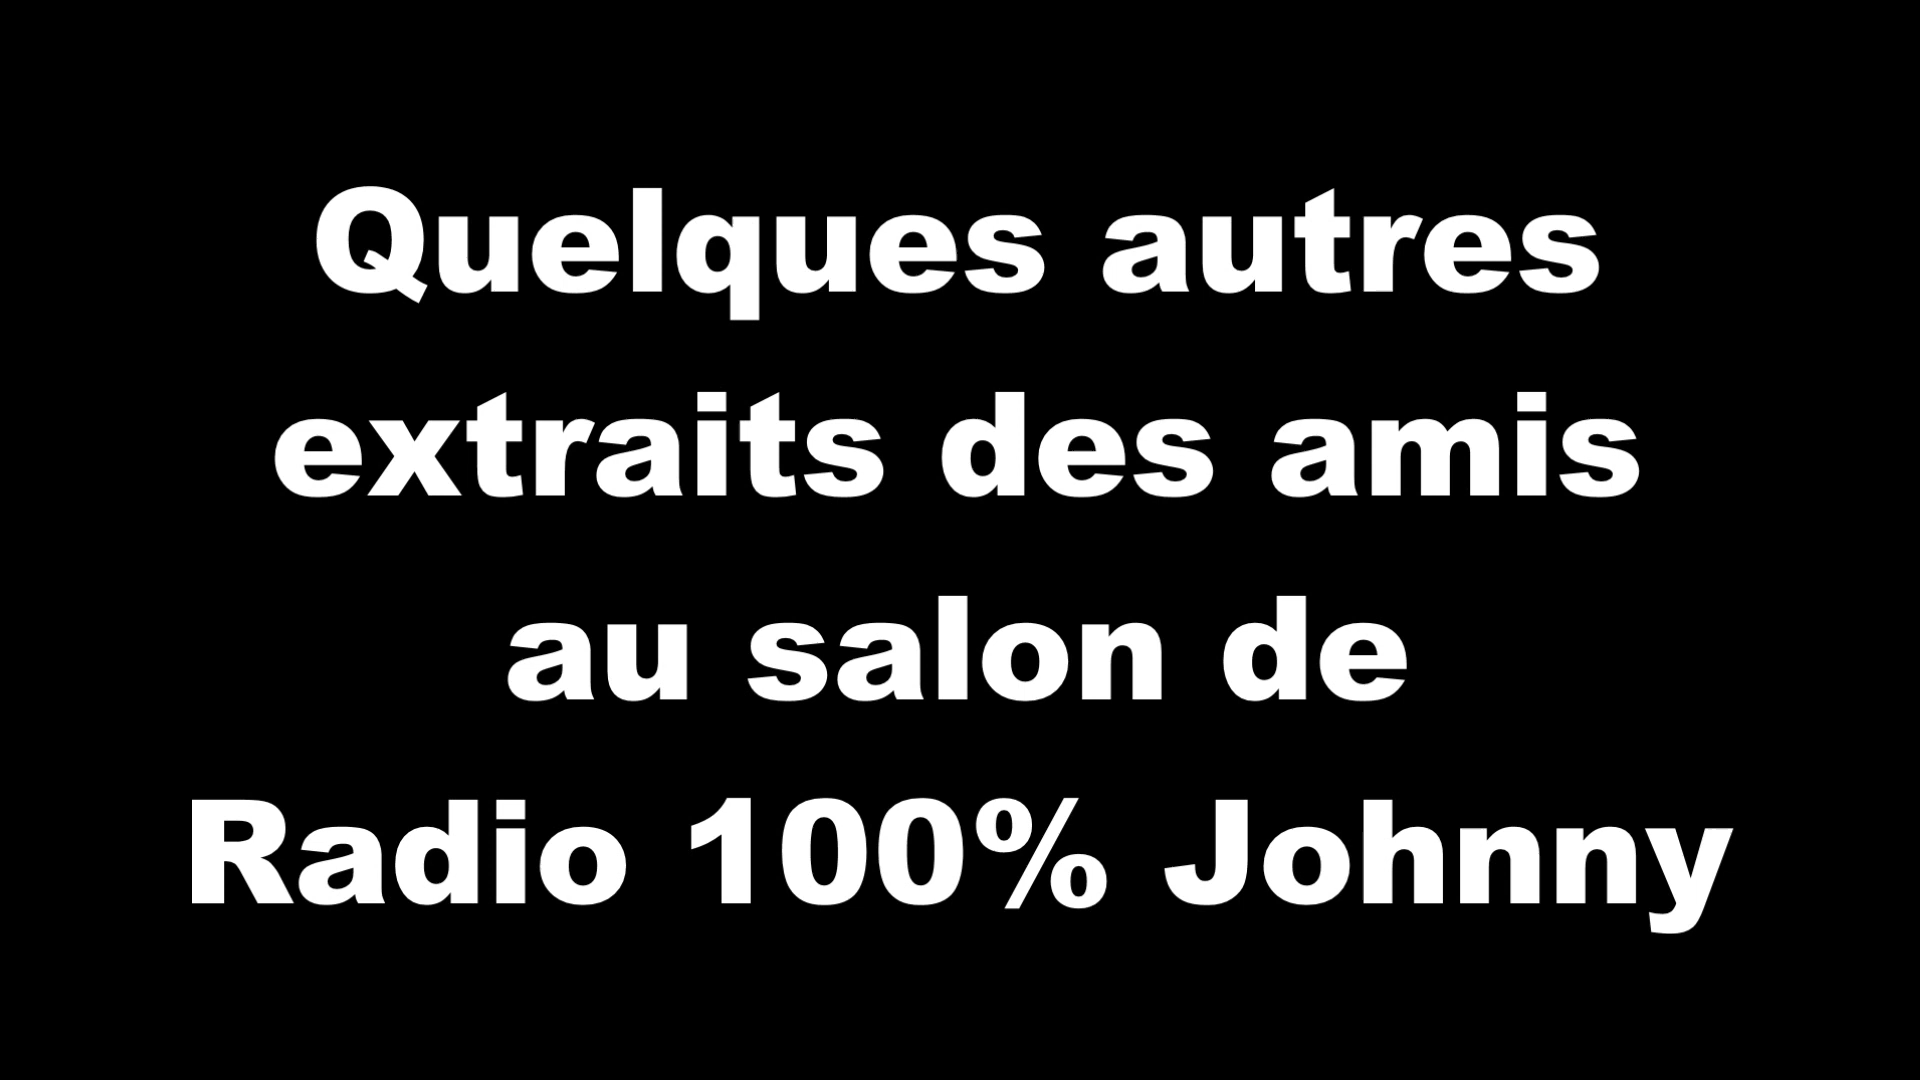 Quelques autres
extraits des amis
au salon de
Radio 100% Johnny